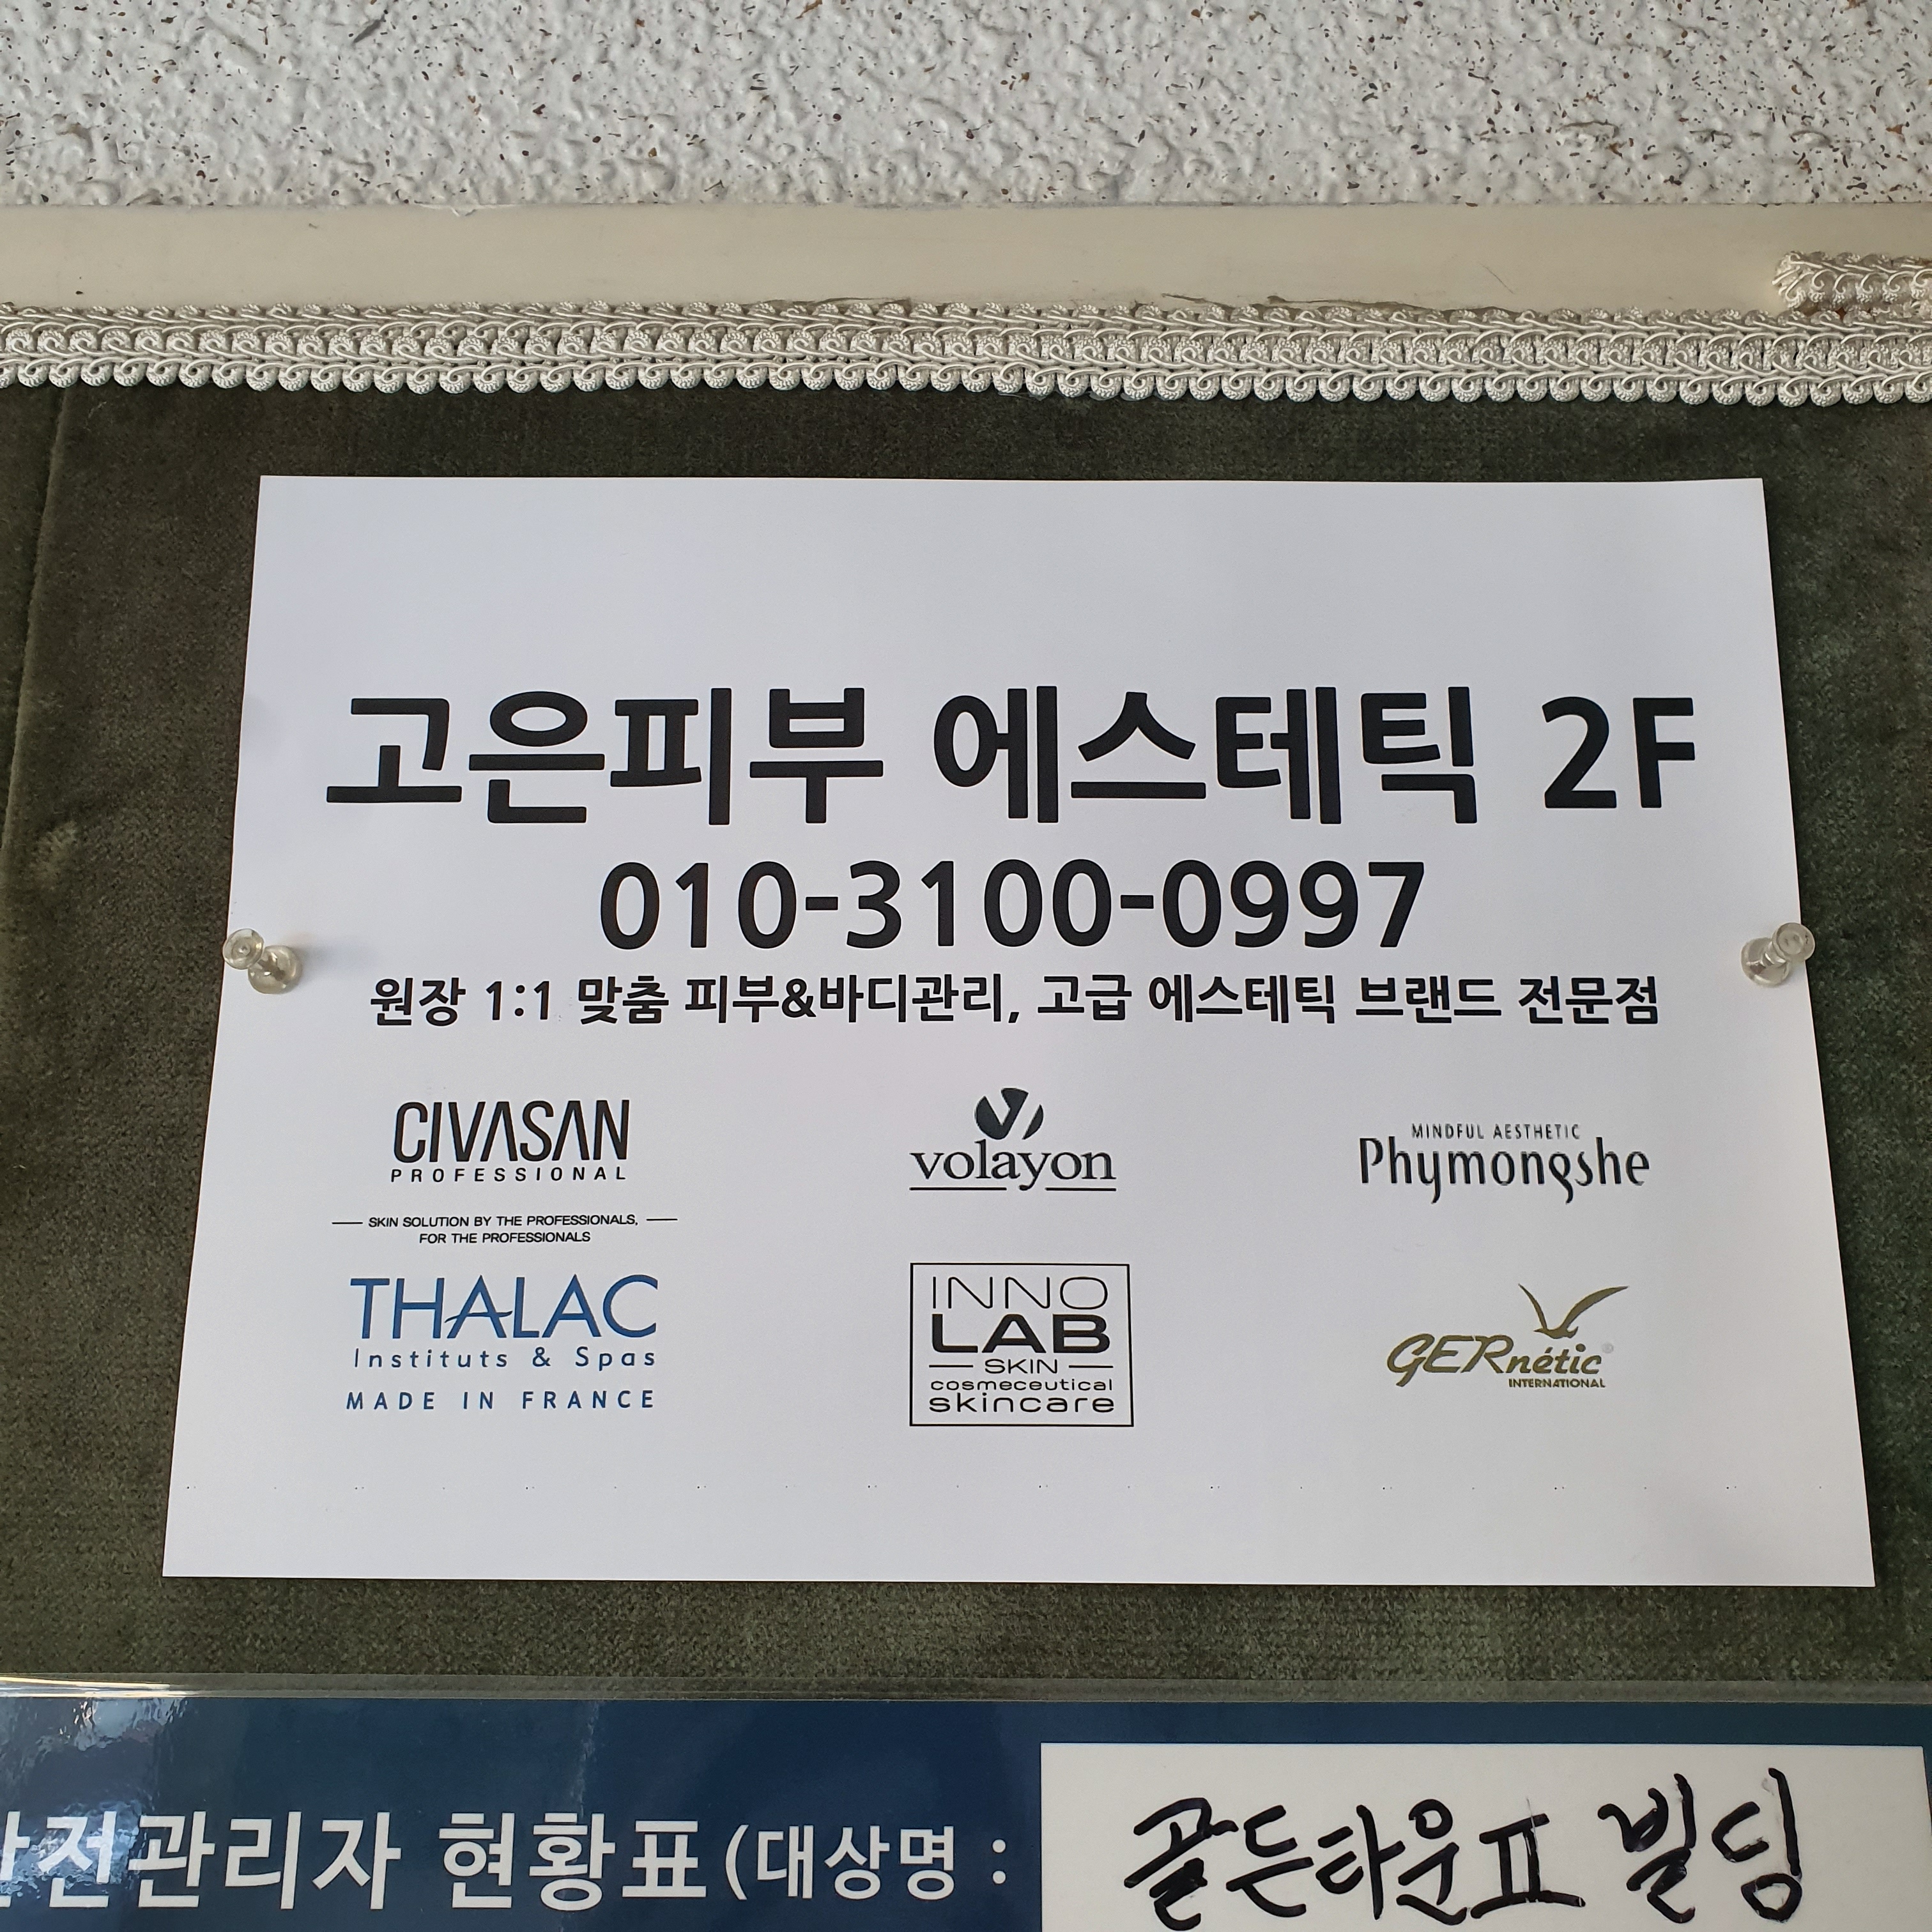 고은피부 에스테틱 2F
010-3100-0997
원장 1:1 맞춤 피부&바디관리, 고급 에스테틱 브랜드 전문점
CIVASAN
PROFESSIONAL
SKIN SOLUTION BY THE PROFESSIONALS,
FOR THE PROFESSIONALS
volayon
MINDFUL AESTHETIC
Phymongshe
THALAC
Instituts & Spas
MADE IN FRANCE
INNO
LAB
SKIN
cosmeceutical
skincare
GERnétic®
INTERNATIONAL
안전관리자 현황표(대상명 : 골든타운II 빌딩